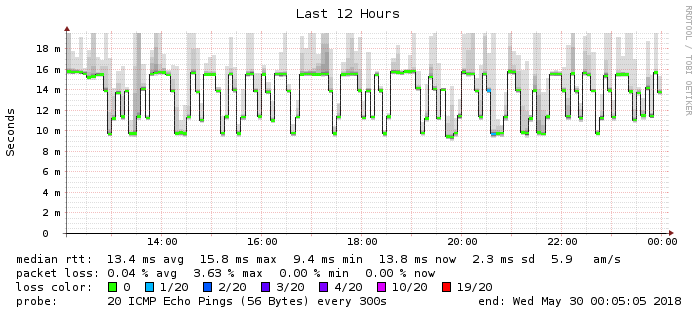 Last 12 Hours
RRDTOOL / TOBI OETIKER
Seconds
18 m
16 m
14 m
12 m
10 m
8 m
6 m
4 m
2 m
0
14:00 16:00 18:00 20:00 22:00 00:00
median rtt: 13.4 ms avg 15.8 ms max 9.4 ms min 13.8 ms now 2.3 ms sd 5.9 am/s
packet loss: 0.04 % avg 3.63 % max 0.00 % min 0.00 % now
loss color: 0 1/20 2/20 3/20 4/20 10/20 19/20
probe: 20 ICMP Echo Pings (56 Bytes) every 300s end: Wed May 30 00:05:05 2018